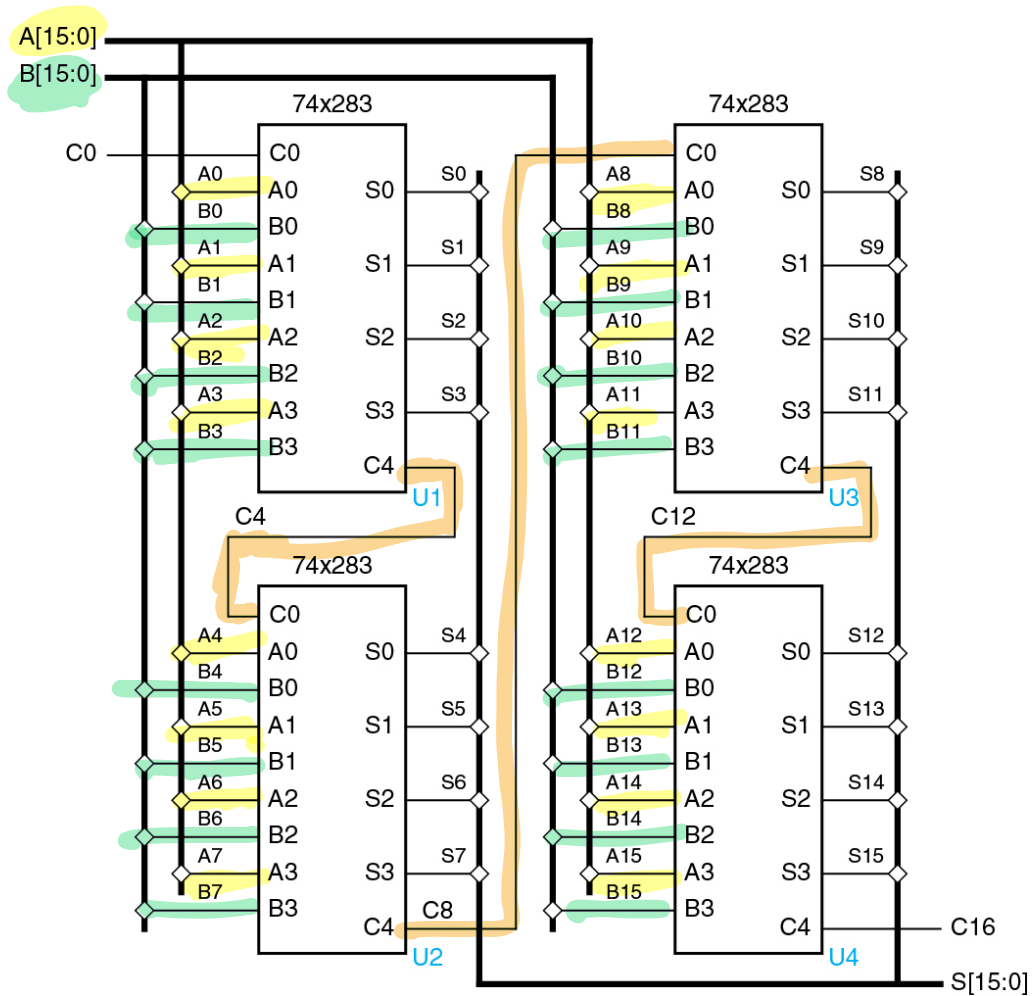 A[15:0]
B[15:0]
74x283
C0
C0
A0
A0
S0
S0
B0
B0
A1
A1
S1
S1
B1
B1
A2
A2
S2
S2
B2
B2
A3
A3
S3
S3
B3
B3
C4
U1
C4
74x283
C0
A4
A0
S0
S4
B4
B0
A5
A1
S1
S5
B5
B1
A6
A2
S2
S6
B6
B2
A7
A3
S3
S7
B7
B3
C4
C8
U2
74x283
C0
A8
A0
S0
S8
B8
B0
A9
A1
S1
S9
B9
B1
A10
A2
S2
S10
B10
B2
A11
A3
S3
S11
B11
B3
C4
U3
C12
74x283
C0
A12
A0
S0
S12
B12
B0
A13
A1
S1
S13
B13
B1
A14
A2
S2
S14
B14
B2
A15
A3
S3
S15
B15
B3
C4
C16
U4
S[15:0]